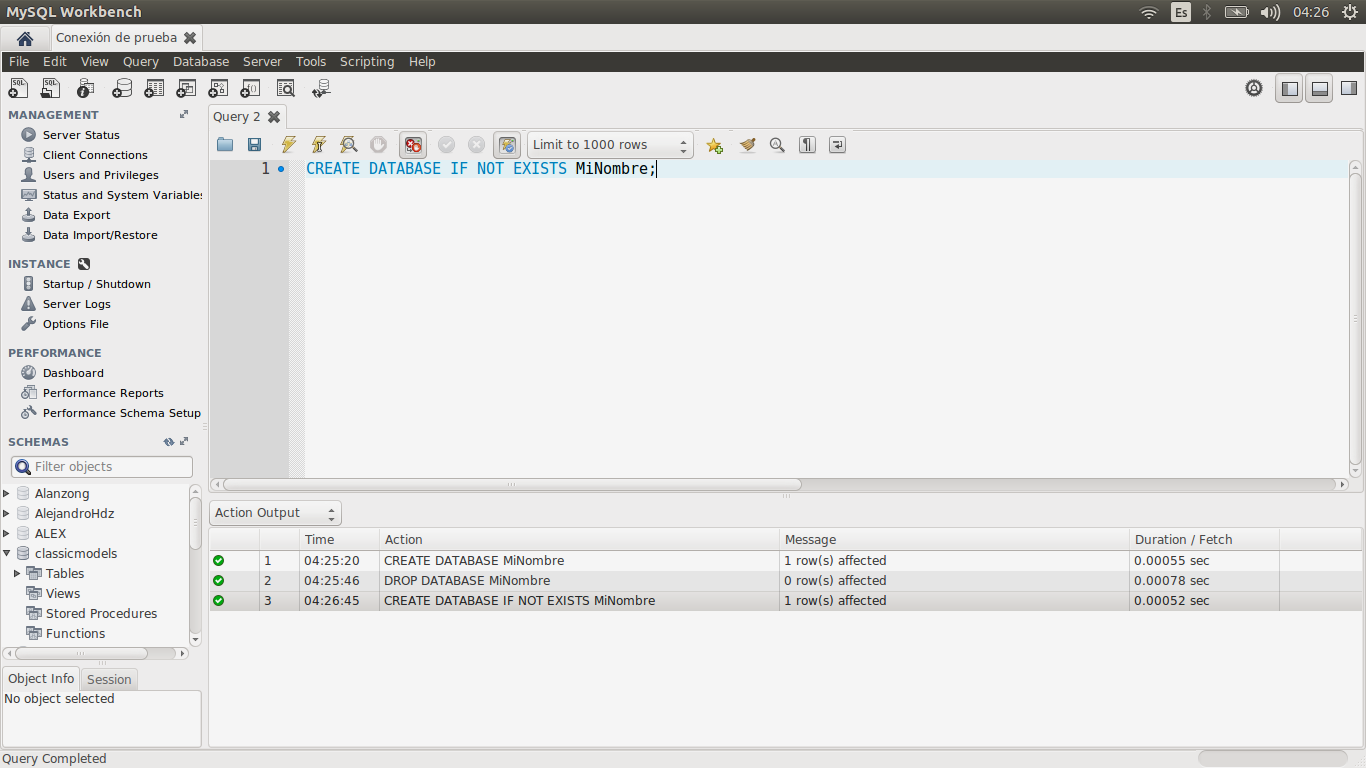 MySQL Workbench
Es
04:26
Conexión de prueba
File Edit View Query Database Server Tools Scripting Help
MANAGEMENT
Server Status
Client Connections
Users and Privileges
Status and System Variables
Data Export
Data Import/Restore
INSTANCE
Startup / Shutdown
Server Logs
Options File
PERFORMANCE
Dashboard
Performance Reports
Performance Schema Setup
SCHEMAS
Filter objects
Alanzong
AlejandroHdz
ALEX
classicmodels
Tables
Views
Stored Procedures
Functions
Object Info Session
No object selected
Query 2
Limit to 1000 rows
1 CREATE DATABASE IF NOT EXISTS MiNombre;
Action Output
Time Action Message Duration / Fetch
1 04:25:20 CREATE DATABASE MiNombre 1 row(s) affected 0.00055 sec
2 04:25:46 DROP DATABASE MiNombre 0 row(s) affected 0.00078 sec
3 04:26:45 CREATE DATABASE IF NOT EXISTS MiNombre 1 row(s) affected 0.00052 sec
Query Completed